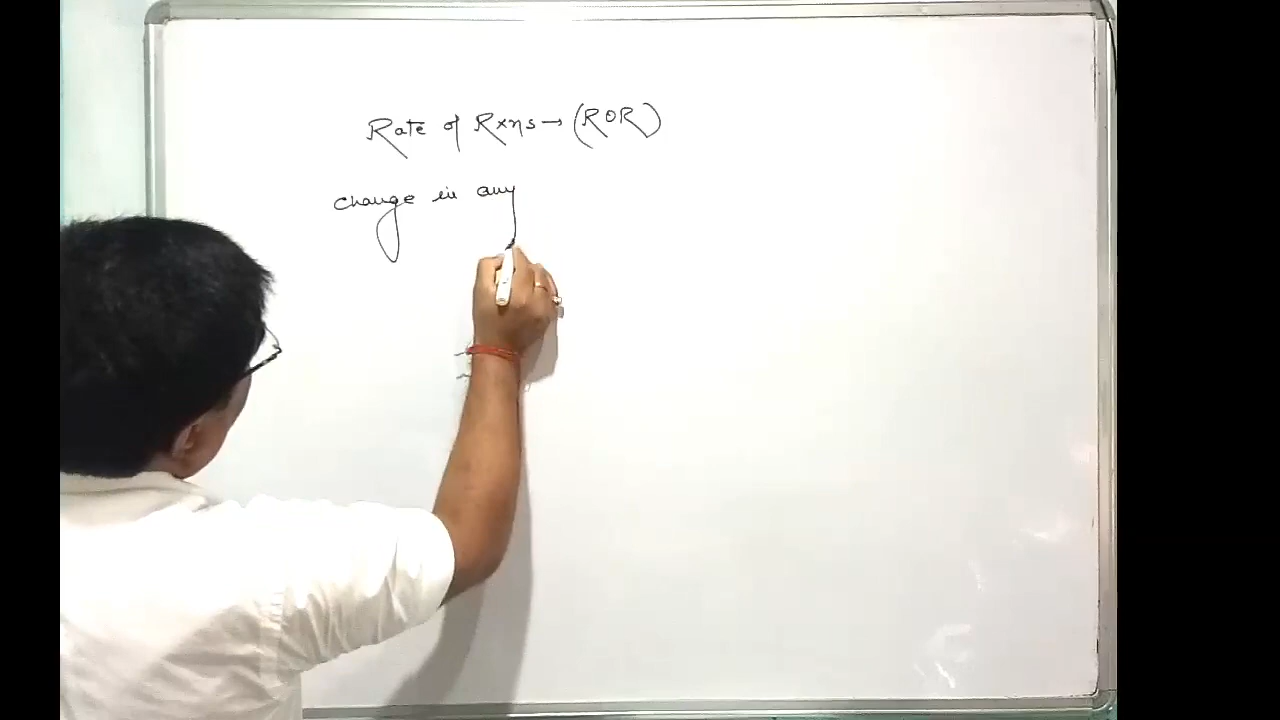 Rate of Rxns → (ROR)
change in any